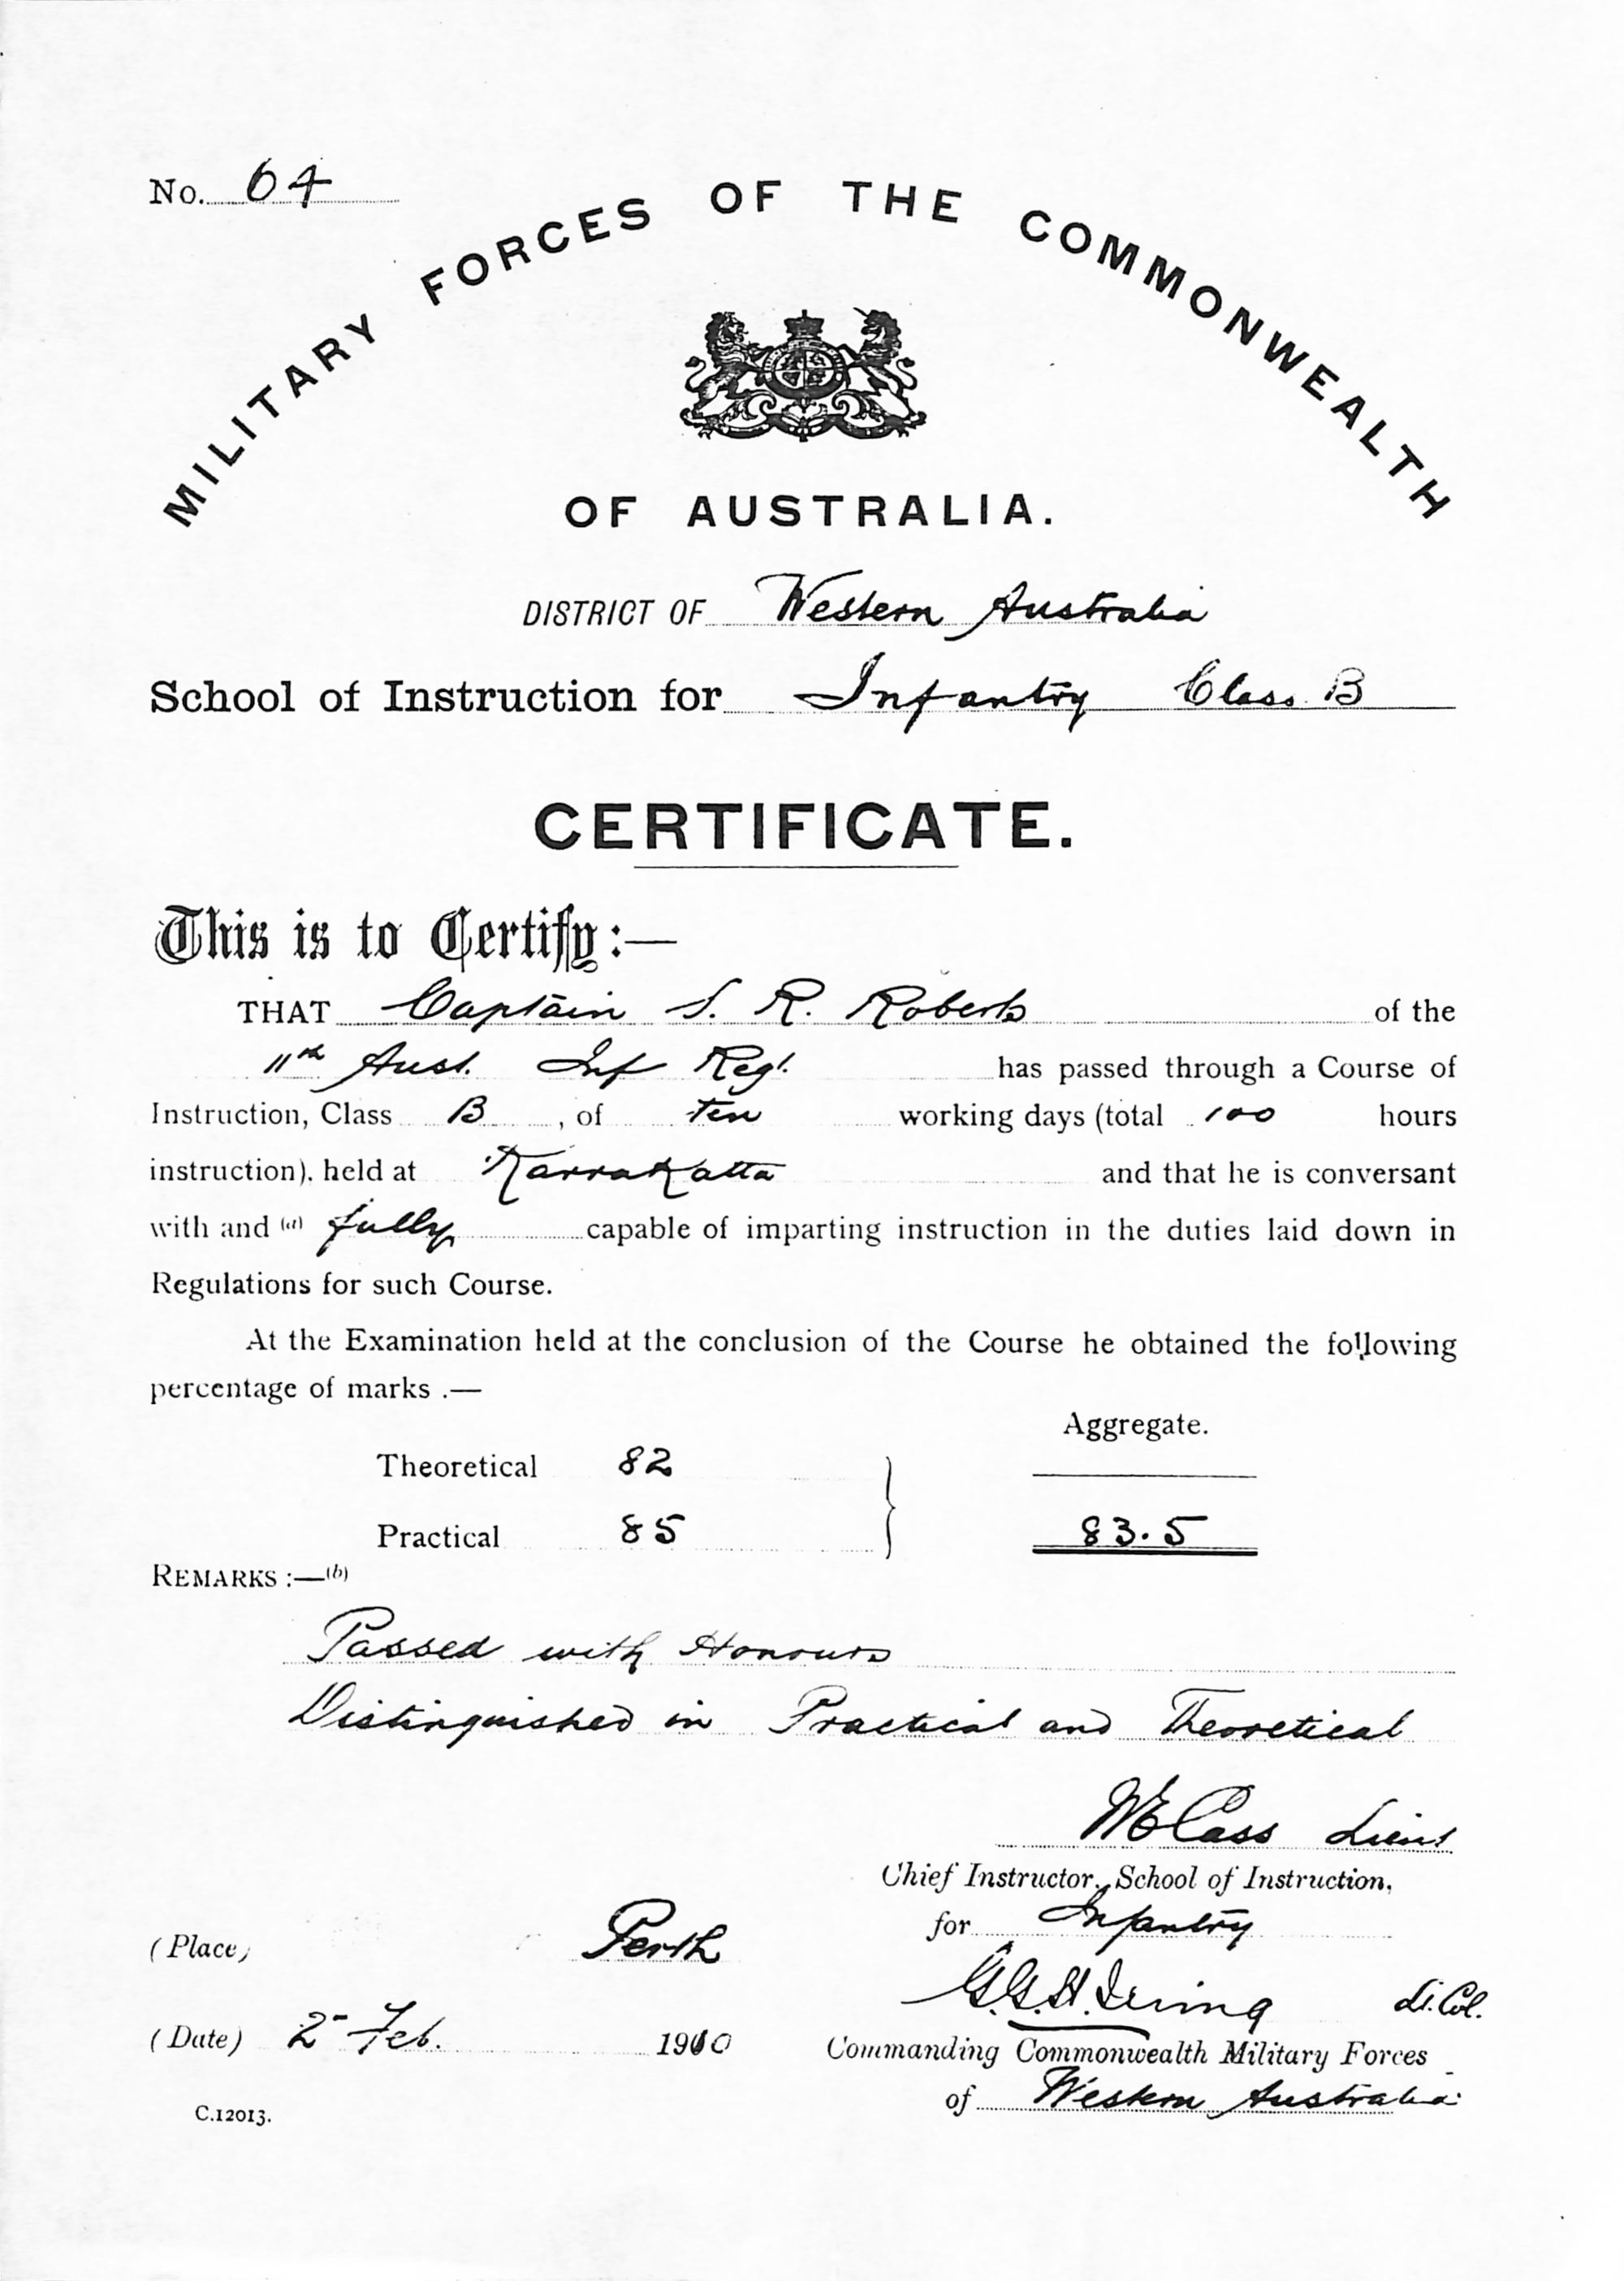 No. 64
MILITARY FORCES OF THE COMMONWEALTH
OF AUSTRALIA.
DISTRICT OF Western Australia
School of Instruction for Infantry Class B
CERTIFICATE.
This is to Certify:—
THAT Captain S. R. Roberts of the
11th Aust. Inf Regt. has passed through a Course of
Instruction, Class B, of Ten working days (total 100 hours
instruction), held at Karrakatta and that he is conversant
with and (a) fully capable of imparting instruction in the duties laid down in
Regulations for such Course.
At the Examination held at the conclusion of the Course he obtained the following
percentage of marks :—
Aggregate.
Theoretical 82
Practical 85 83.5
REMARKS :—(b)
Passed with Honours
Distinguished in Practical and Theoretical
Cass Lieut
Chief Instructor, School of Instruction,
for Infantry
(Place) Perth
G.G.H. Irving Lt. Col.
(Date) 2 Feb. 1910
Commanding Commonwealth Military Forces
of Western Australia
C.12013.